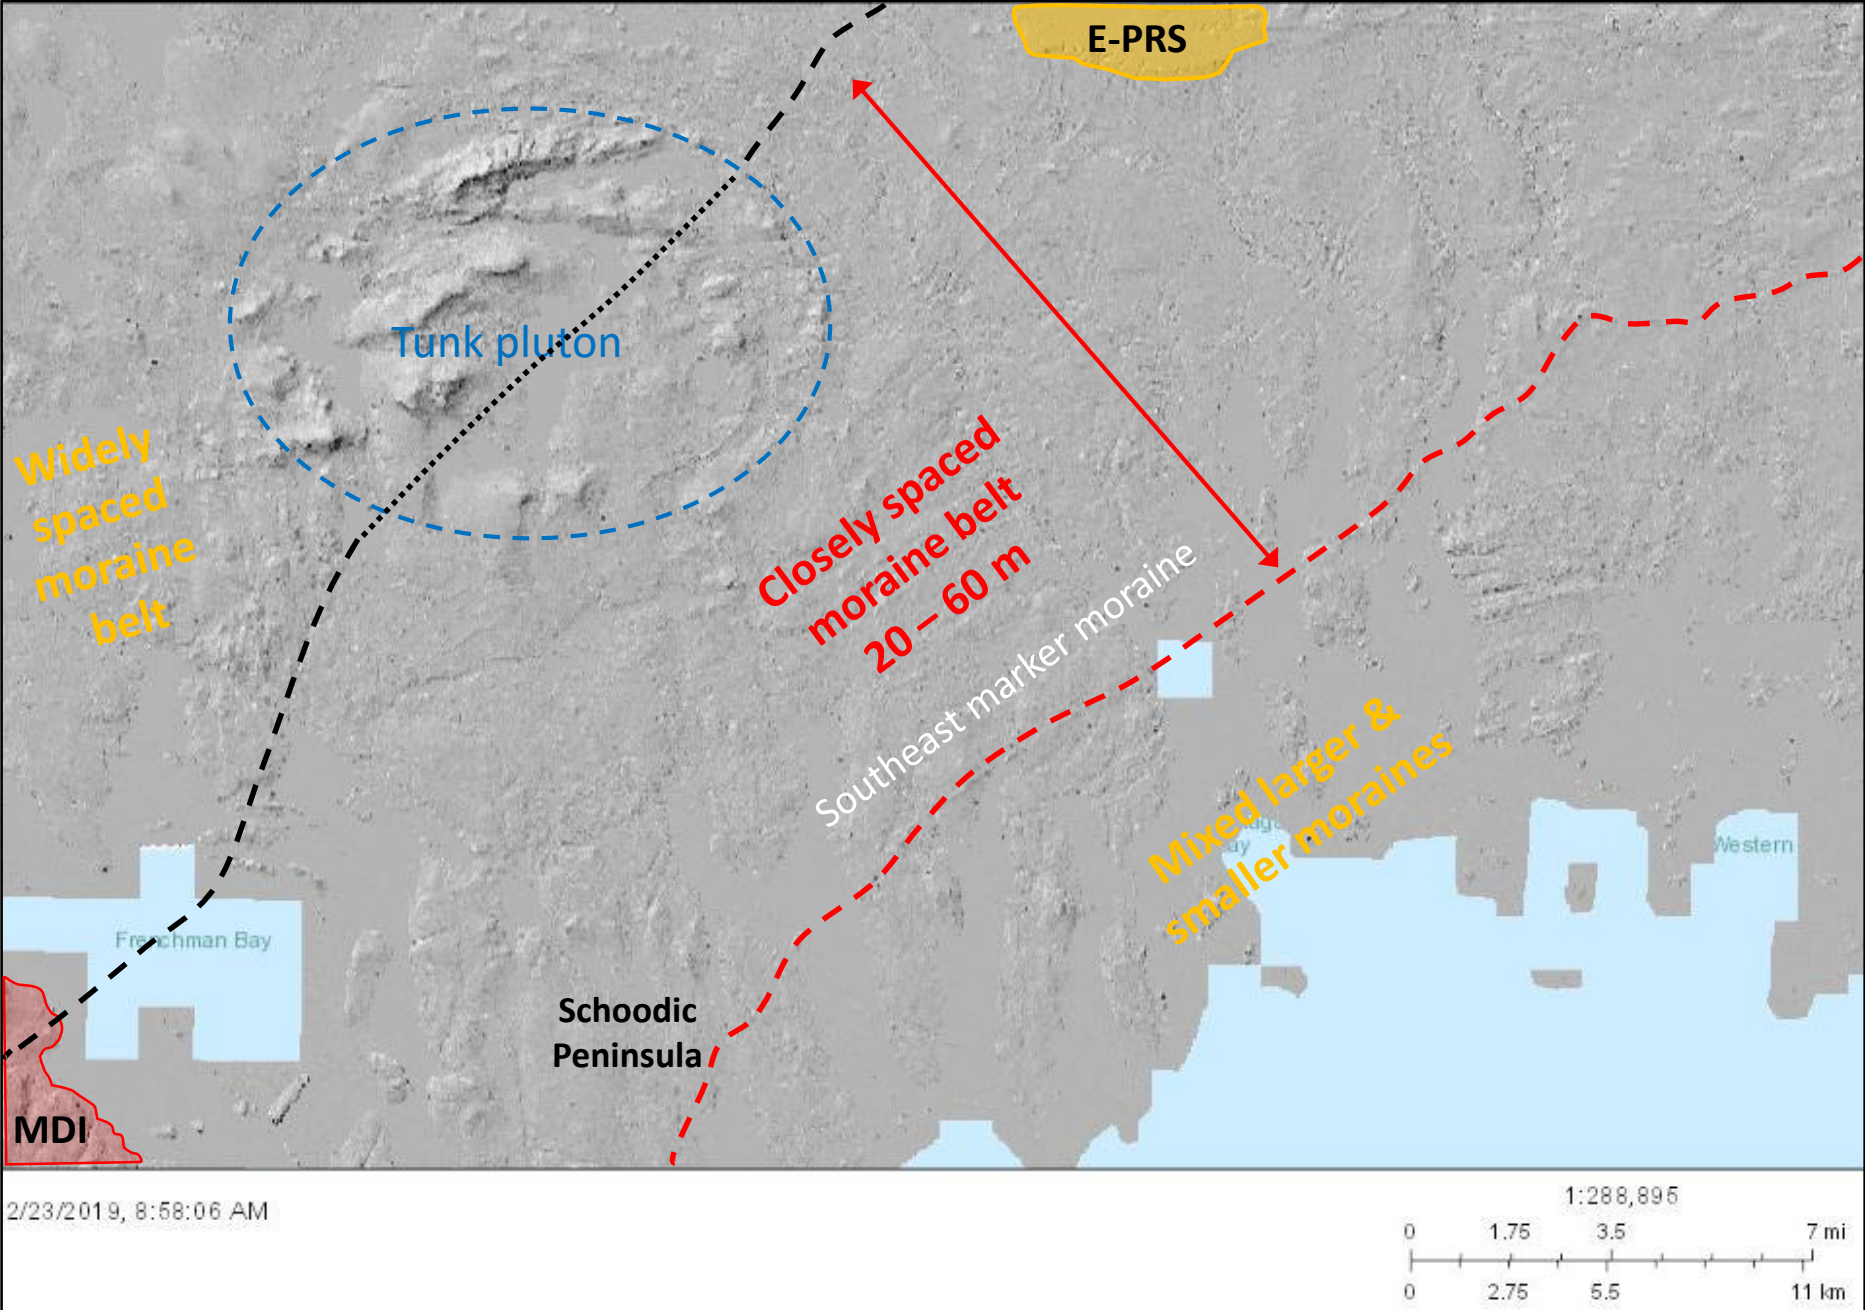 E-PRS
Tunk pluton
Widely
spaced
moraine
belt
Closely spaced
moraine belt
20 – 60 m
Southeast marker moraine
Mixed larger &
smaller moraines
Western
Frenchman Bay
Schoodic
Peninsula
MDI
2/23/2019, 8:58:06 AM
1:288,895
0 1.75 3.5 7 mi
0 2.75 5.5 11 km